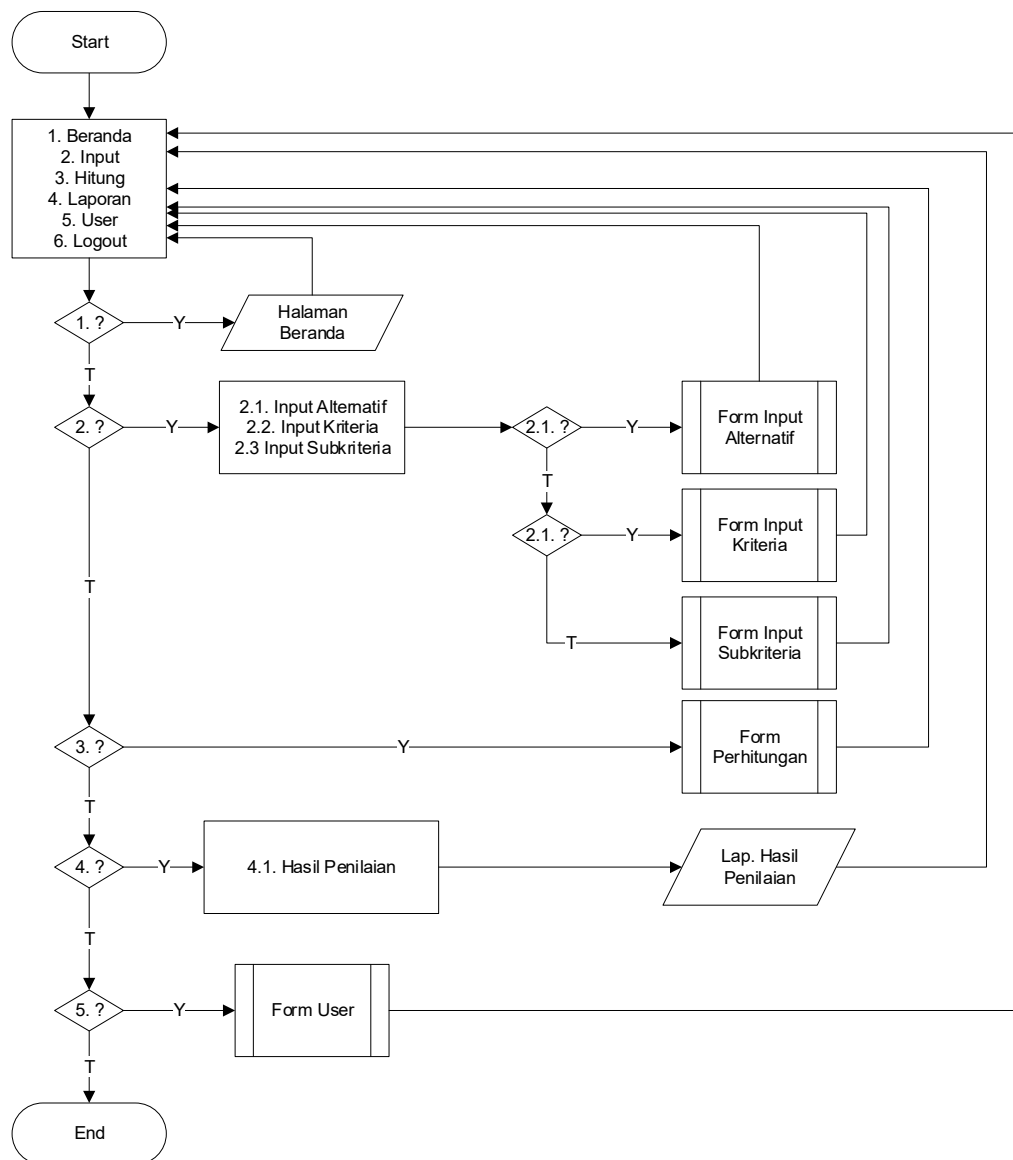 Start
1. Beranda
2. Input
3. Hitung
4. Laporan
5. User
6. Logout
1. ?
Y
Halaman
Beranda
T
2. ?
Y
2.1. Input Alternatif
2.2. Input Kriteria
2.3 Input Subkriteria
2.1. ?
Y
Form Input
Alternatif
T
2.1. ?
Y
Form Input
Kriteria
T
T
Form Input
Subkriteria
3. ?
Y
Form
Perhitungan
T
4. ?
Y
4.1. Hasil Penilaian
Lap. Hasil
Penilaian
T
5. ?
Y
Form User
T
End